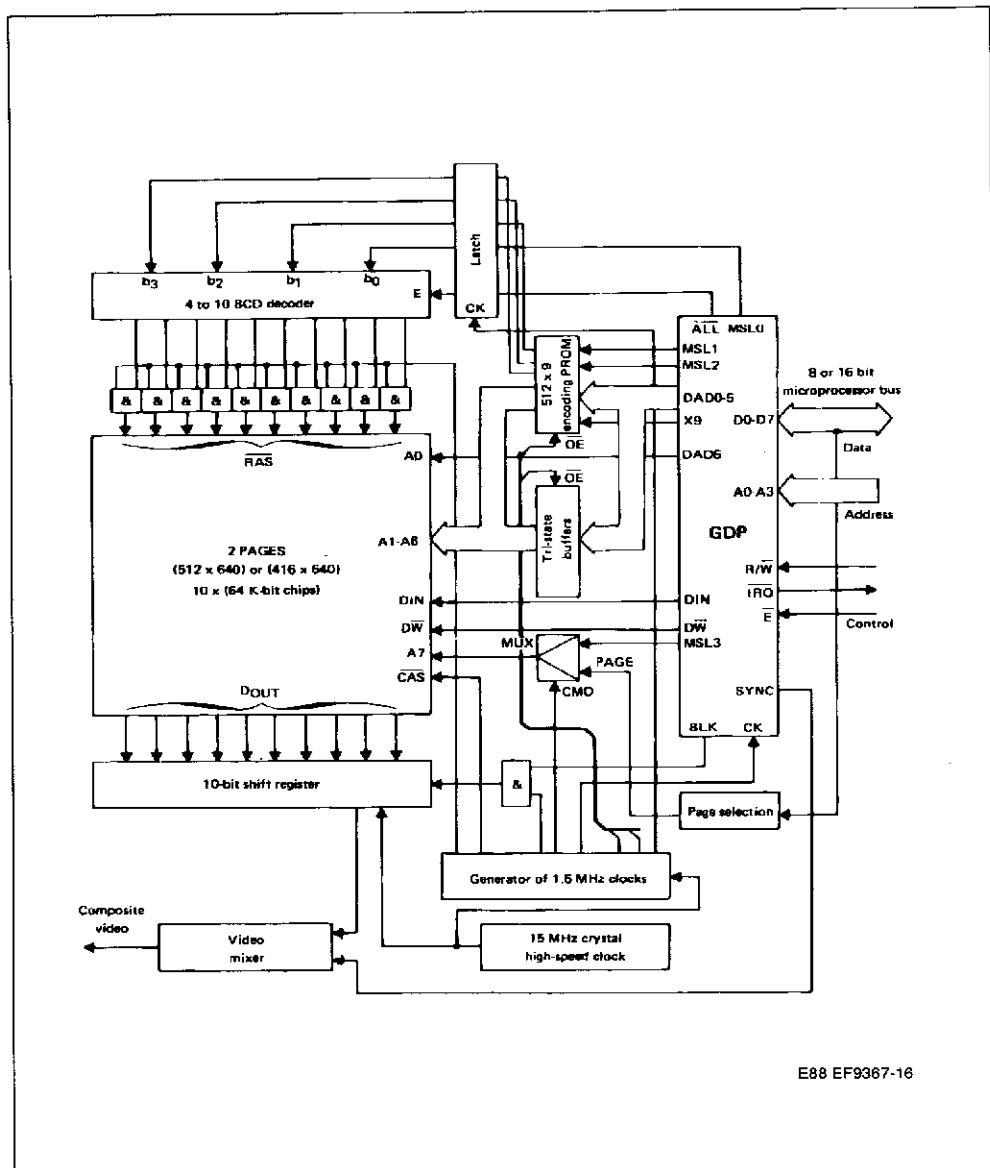 b3
b2
b1
b0
4 to 10 BCD decoder
E
Latch
CK
512 x 9
encoding PROM
OE
ALL
MSL0
MSL1
MSL2
DAD0-5
X9
DAD6
8 or 16 bit
microprocessor bus
D0-D7
Data
A0-A3
Address
GDP
& & & & & & & & & &
RAS
A0
OE
Tri-state
buffers
A1-A6
2 PAGES
(512 x 640) or (416 x 640)
10 x (64 K-bit chips)
DIN
DIN
DW
DW
MSL3
R/W
IRQ
E
Control
MUX
PAGE
CMD
A7
CAS
SYNC
BLK
CK
DOUT
10-bit shift register
&
Page selection
Generator of 1.5 MHz clocks
Composite
video
Video
mixer
15 MHz crystal
high-speed clock
E88 EF9367-16